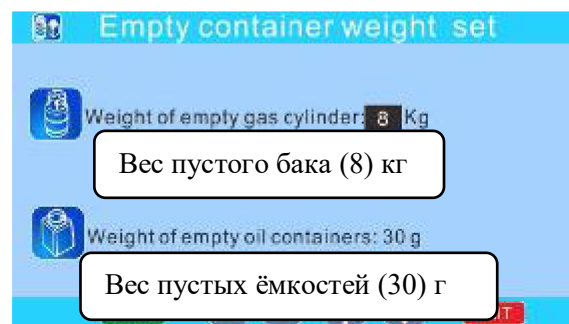 Empty container weight set
Weight of empty gas cylinder: 8 Kg
Вес пустого бака (8) кг
Weight of empty oil containers: 30 g
Вес пустых ёмкостей (30) г